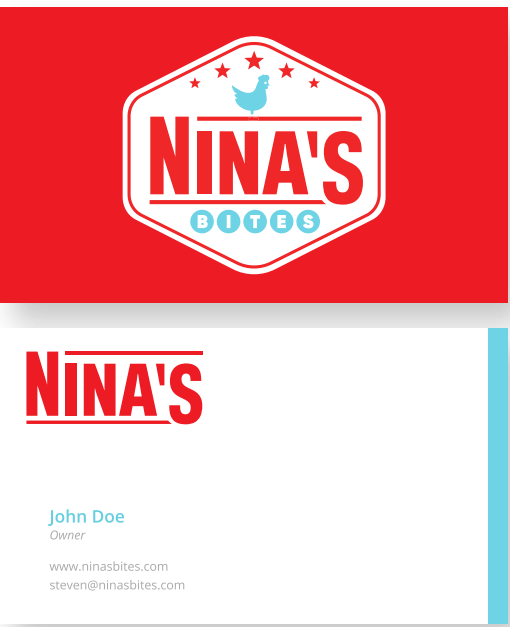 NINA'S
BITES
NINA'S
John Doe
Owner
www.ninasbites.com
steven@ninasbites.com